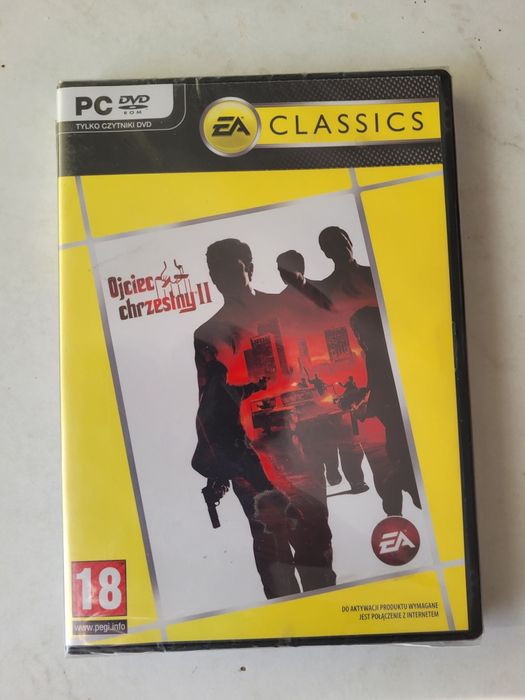 PC DVD
ROM
TYLKO CZYTNIKI DVD
EA CLASSICS
Ojciec
chrzestny II
EA
18
www.pegi.info
DO AKTYWACJI PRODUKTU WYMAGANE
JEST POŁĄCZENIE Z INTERNETEM